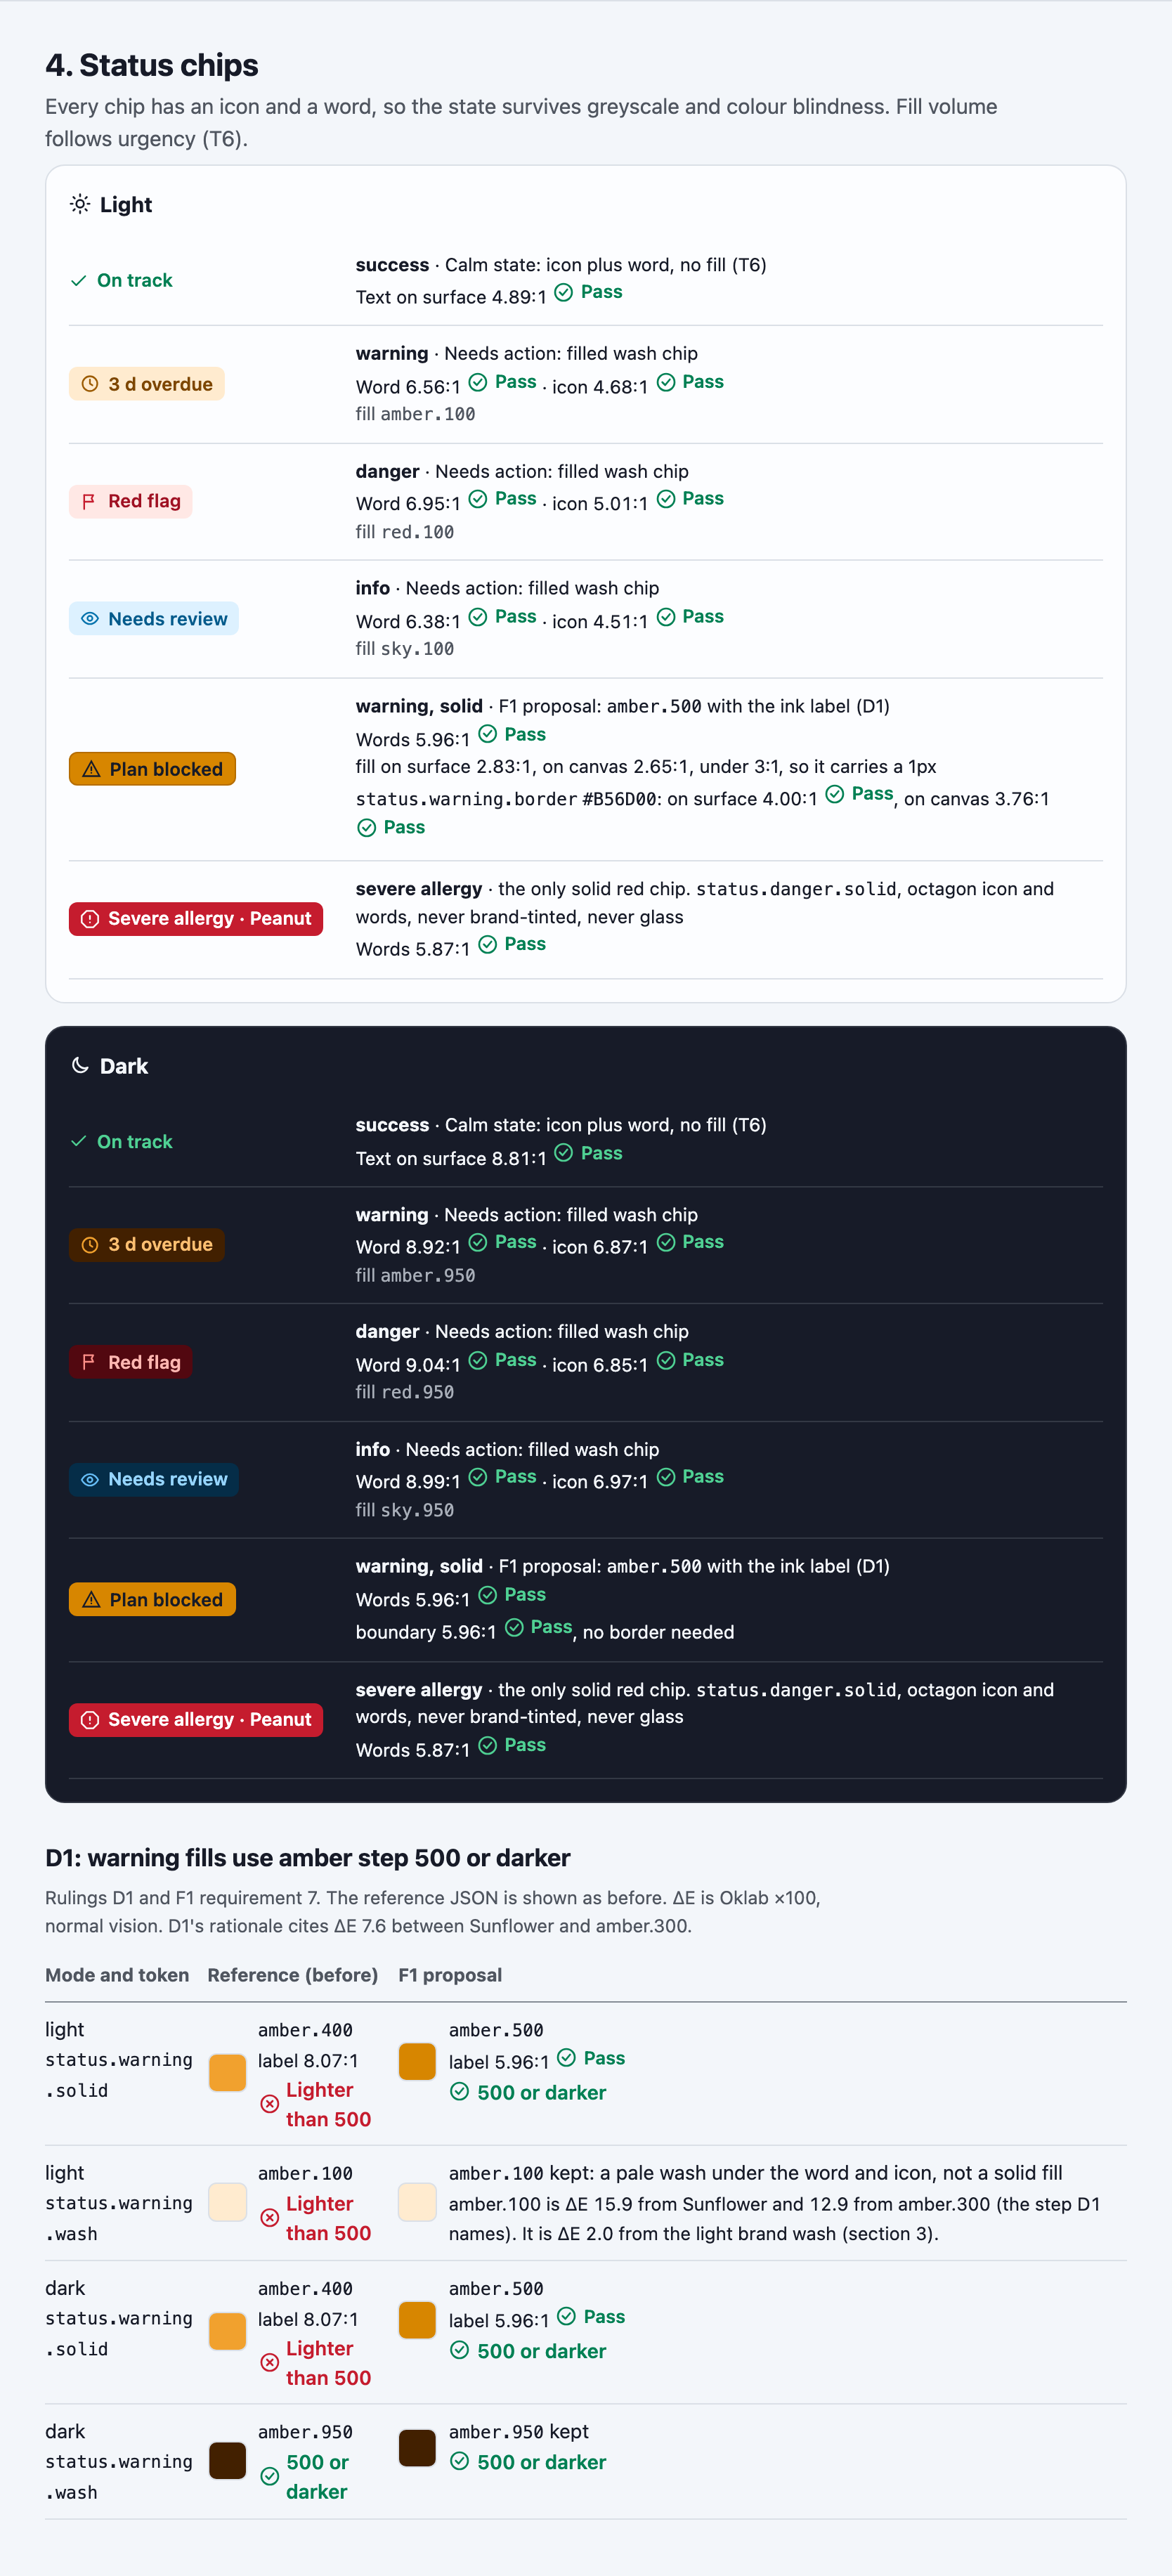 4. Status chips
Every chip has an icon and a word, so the state survives greyscale and colour blindness. Fill volume
follows urgency (T6).
Light
On track
success · Calm state: icon plus word, no fill (T6)
Text on surface 4.89:1 Pass
3 d overdue
warning · Needs action: filled wash chip
Word 6.56:1 Pass · icon 4.68:1 Pass
fill amber.100
Red flag
danger · Needs action: filled wash chip
Word 6.95:1 Pass · icon 5.01:1 Pass
fill red.100
Needs review
info · Needs action: filled wash chip
Word 6.38:1 Pass · icon 4.51:1 Pass
fill sky.100
Plan blocked
warning, solid · F1 proposal: amber.500 with the ink label (D1)
Words 5.96:1 Pass
fill on surface 2.83:1, on canvas 2.65:1, under 3:1, so it carries a 1px
status.warning.border #B56D00: on surface 4.00:1 Pass, on canvas 3.76:1
Pass
Severe allergy · Peanut
severe allergy · the only solid red chip. status.danger.solid, octagon icon and
words, never brand-tinted, never glass
Words 5.87:1 Pass
Dark
On track
success · Calm state: icon plus word, no fill (T6)
Text on surface 8.81:1 Pass
3 d overdue
warning · Needs action: filled wash chip
Word 8.92:1 Pass · icon 6.87:1 Pass
fill amber.950
Red flag
danger · Needs action: filled wash chip
Word 9.04:1 Pass · icon 6.85:1 Pass
fill red.950
Needs review
info · Needs action: filled wash chip
Word 8.99:1 Pass · icon 6.97:1 Pass
fill sky.950
Plan blocked
warning, solid · F1 proposal: amber.500 with the ink label (D1)
Words 5.96:1 Pass
boundary 5.96:1 Pass, no border needed
Severe allergy · Peanut
severe allergy · the only solid red chip. status.danger.solid, octagon icon and
words, never brand-tinted, never glass
Words 5.87:1 Pass
D1: warning fills use amber step 500 or darker
Rulings D1 and F1 requirement 7. The reference JSON is shown as before. ΔE is Oklab ×100,
normal vision. D1's rationale cites ΔE 7.6 between Sunflower and amber.300.
Mode and token Reference (before) F1 proposal
light
status.warning
.solid
amber.400
label 8.07:1
Lighter
than 500
amber.500
label 5.96:1 Pass
500 or darker
light
status.warning
.wash
amber.100
Lighter
than 500
amber.100 kept: a pale wash under the word and icon, not a solid fill
amber.100 is ΔE 15.9 from Sunflower and 12.9 from amber.300 (the step D1
names). It is ΔE 2.0 from the light brand wash (section 3).
dark
status.warning
.solid
amber.400
label 8.07:1
Lighter
than 500
amber.500
label 5.96:1 Pass
500 or darker
dark
status.warning
.wash
amber.950
500 or
darker
amber.950 kept
500 or darker